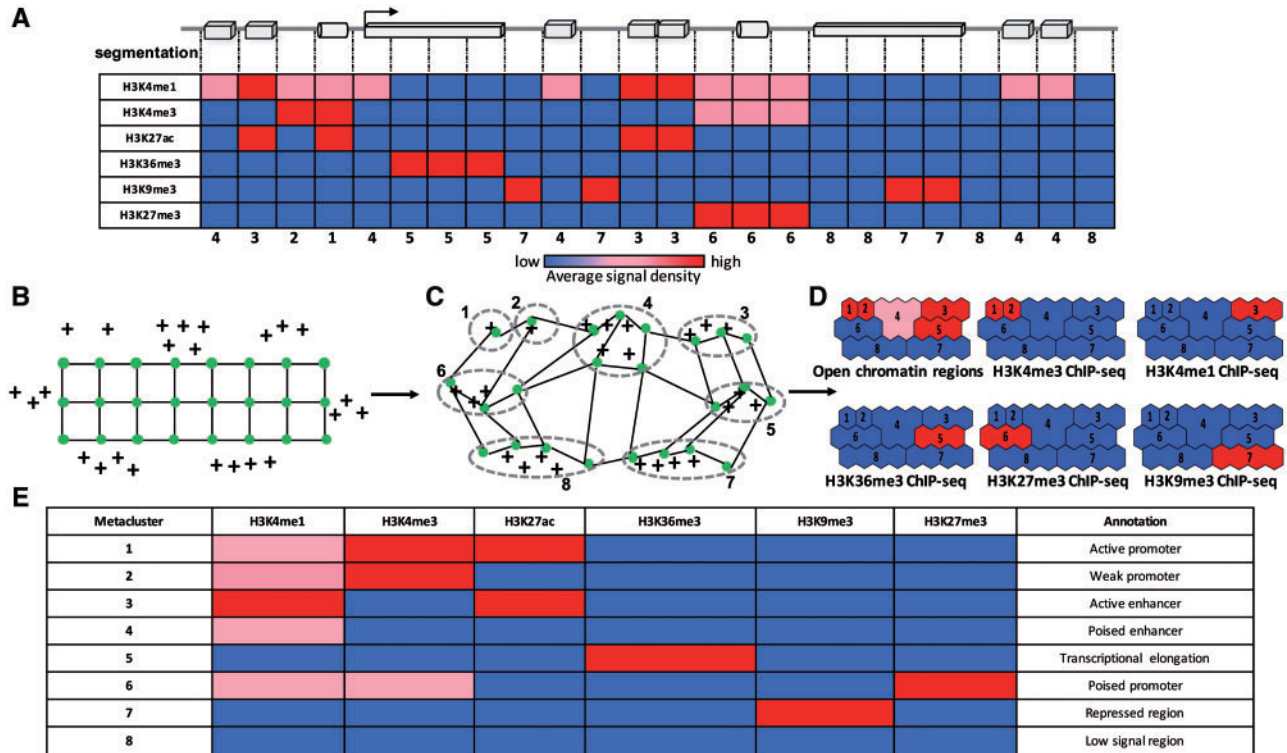 A
segmentation
H3K4me1
H3K4me3
H3K27ac
H3K36me3
H3K9me3
H3K27me3
4 3 2 1 4 5 5 5 7 4 7 3 3 6 6 6 8 8 7 7 8 4 4 8
low high
Average signal density
B
C
1 2 4 3
6 5
8 7
D
1 2 4 3
6 5
8 7
Open chromatin regions
1 2 4 3
6 5
8 7
H3K4me3 ChIP-seq
1 2 4 3
6 5
8 7
H3K4me1 ChIP-seq
1 2 4 3
6 5
8 7
H3K36me3 ChIP-seq
1 2 4 3
6 5
8 7
H3K27me3 ChIP-seq
1 2 4 3
6 5
8 7
H3K9me3 ChIP-seq
E
Metacluster H3K4me1 H3K4me3 H3K27ac H3K36me3 H3K9me3 H3K27me3 Annotation
1 Active promoter
2 Weak promoter
3 Active enhancer
4 Poised enhancer
5 Transcriptional elongation
6 Poised promoter
7 Repressed region
8 Low signal region